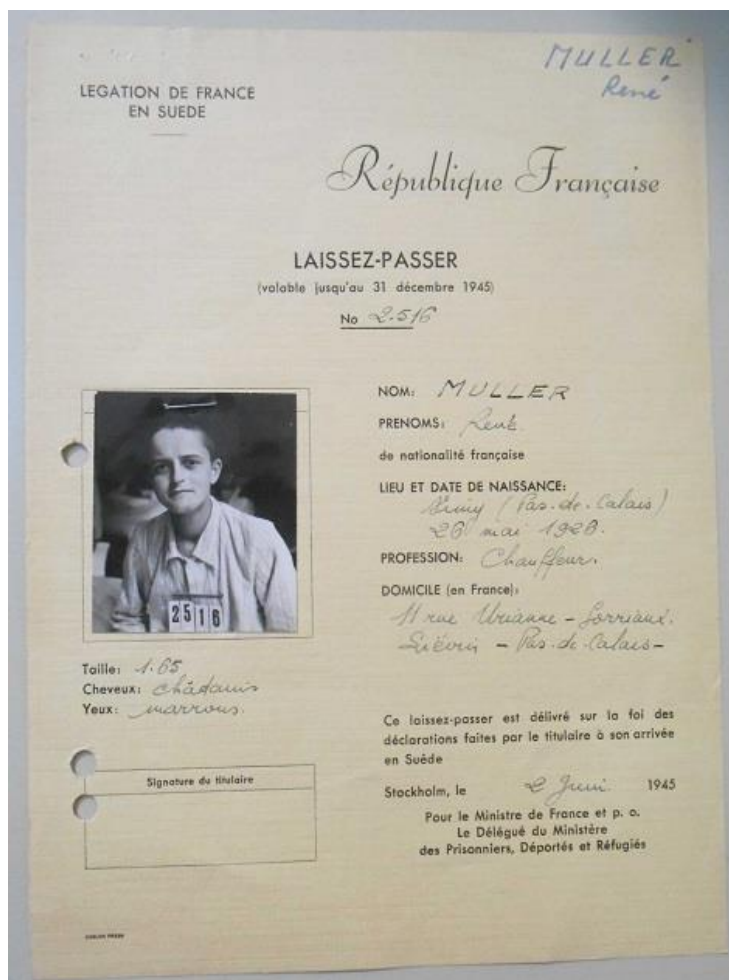 MULLER
René
LEGATION DE FRANCE
EN SUEDE
République Française
LAISSEZ-PASSER
(valable jusqu'au 31 décembre 1945)
No 2.516
NOM: MULLER
PRENOMS: René
de nationalité française
LIEU ET DATE DE NAISSANCE:
(Pas-de-Calais)
26 mai 1926.
PROFESSION: Chauffeur.
DOMICILE (en France):
11 rue
- Pas-de-Calais-
2516
Taille: 1.65
Cheveux: châtains
Yeux: marrons.
Signature du titulaire
Ce laissez-passer est délivré sur la foi des
déclarations faites par le titulaire à son arrivée
en Suède
Stockholm, le 2 Juin 1945
Pour le Ministre de France et p. o.
Le Délégué du Ministère
des Prisonniers, Déportés et Réfugiés